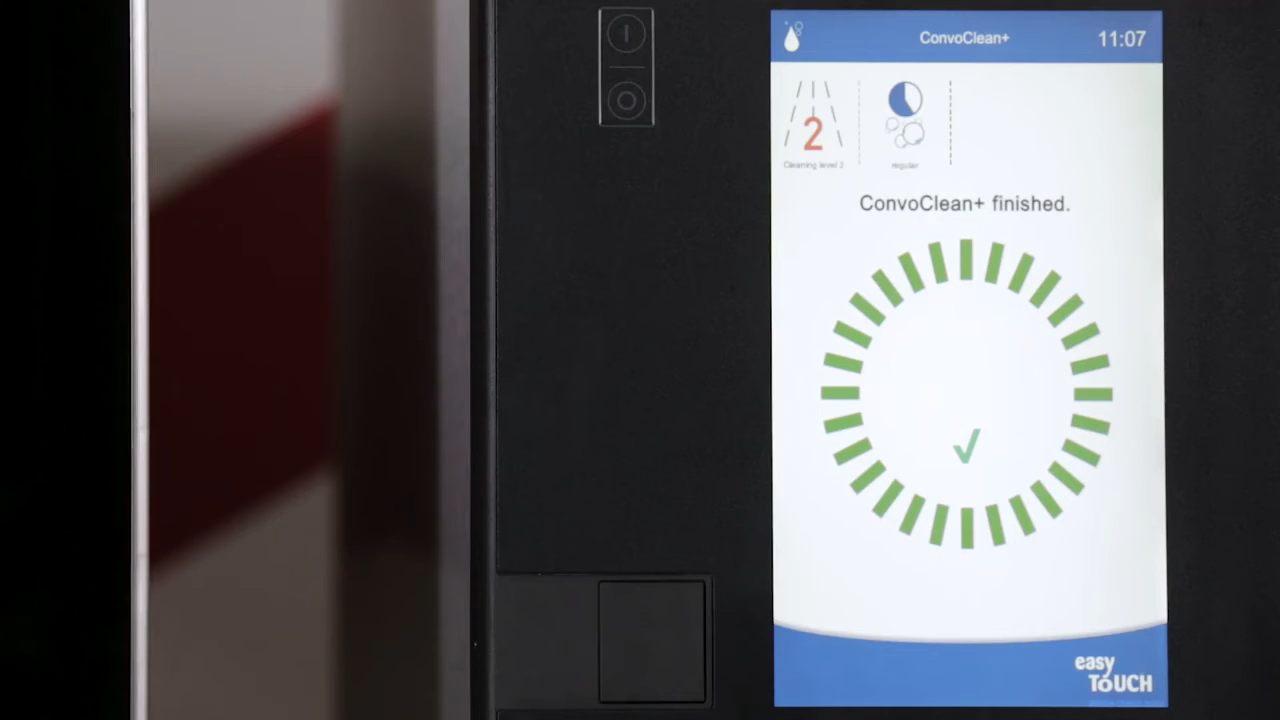 ConvoClean+
11:07
2
Cleaning level 2
regular
ConvoClean+ finished.
easy
TOUCH